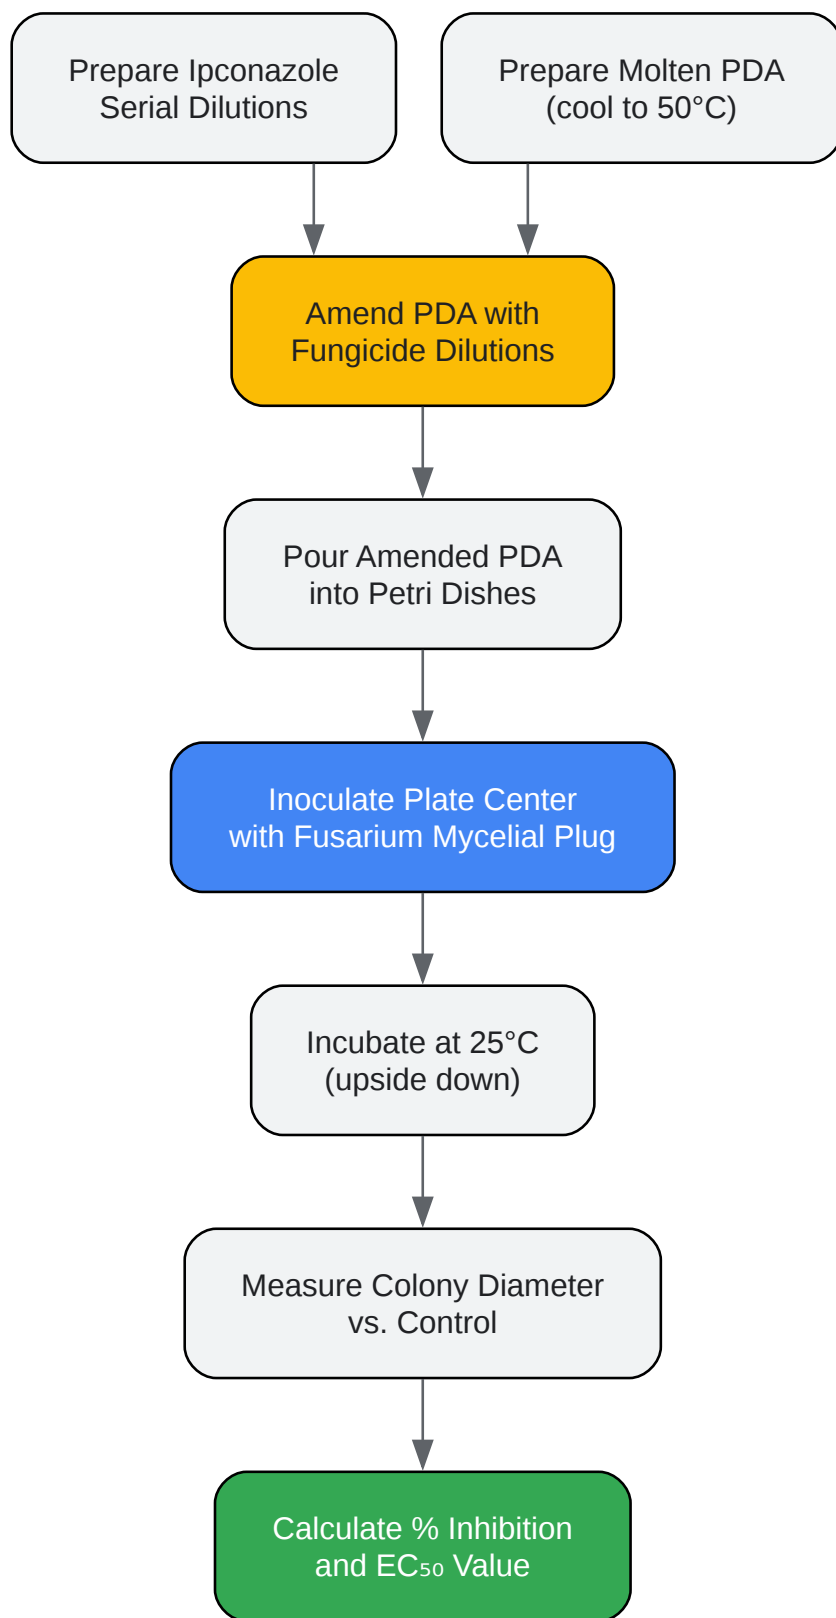 Prepare Ipconazole
Serial Dilutions
Prepare Molten PDA
(cool to 50°C)
Amend PDA with
Fungicide Dilutions
Pour Amended PDA
into Petri Dishes
Inoculate Plate Center
with Fusarium Mycelial Plug
Incubate at 25°C
(upside down)
Measure Colony Diameter
vs. Control
Calculate % Inhibition
and EC₅₀ Value